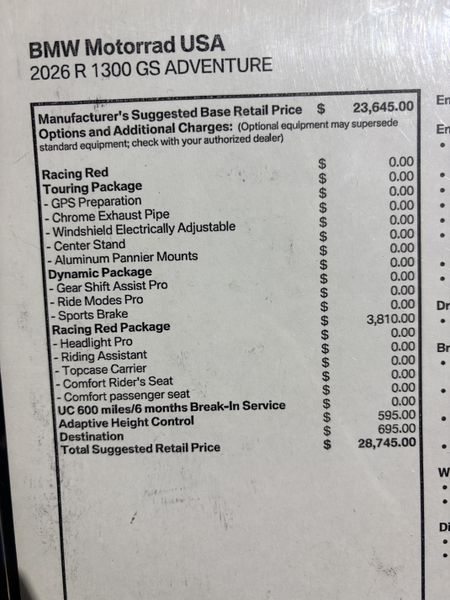 BMW Motorrad USA
2026 R 1300 GS ADVENTURE
Manufacturer's Suggested Base Retail Price $ 23,645.00
Options and Additional Charges: (Optional equipment may supersede
standard equipment; check with your authorized dealer)
Racing Red $ 0.00
Touring Package $ 0.00
- GPS Preparation $ 0.00
- Chrome Exhaust Pipe $ 0.00
- Windshield Electrically Adjustable $ 0.00
- Center Stand $ 0.00
- Aluminum Pannier Mounts $ 0.00
Dynamic Package $ 0.00
- Gear Shift Assist Pro $ 0.00
- Ride Modes Pro $ 0.00
- Sports Brake $ 0.00
Racing Red Package $ 3,810.00
- Headlight Pro $ 0.00
- Riding Assistant $ 0.00
- Topcase Carrier $ 0.00
- Comfort Rider's Seat $ 0.00
- Comfort passenger seat $ 0.00
UC 600 miles/6 months Break-In Service $ 0.00
Adaptive Height Control $ 595.00
Destination $ 695.00
Total Suggested Retail Price $ 28,745.00